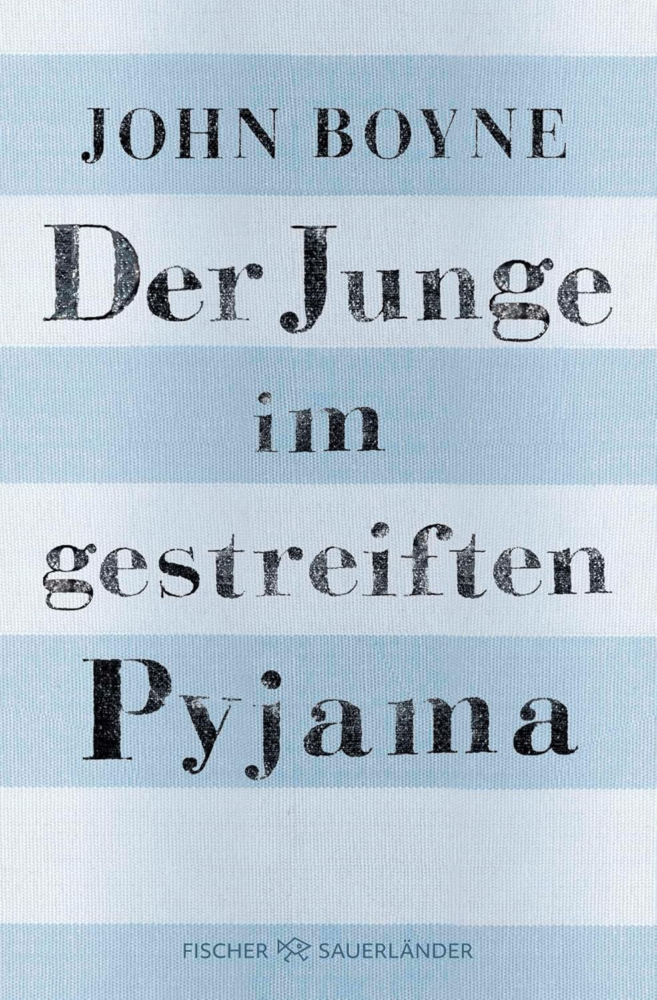 JOHN BOYNE
Der Junge
im
gestreiften
Pyjama
FISCHER SAUERLÄNDER